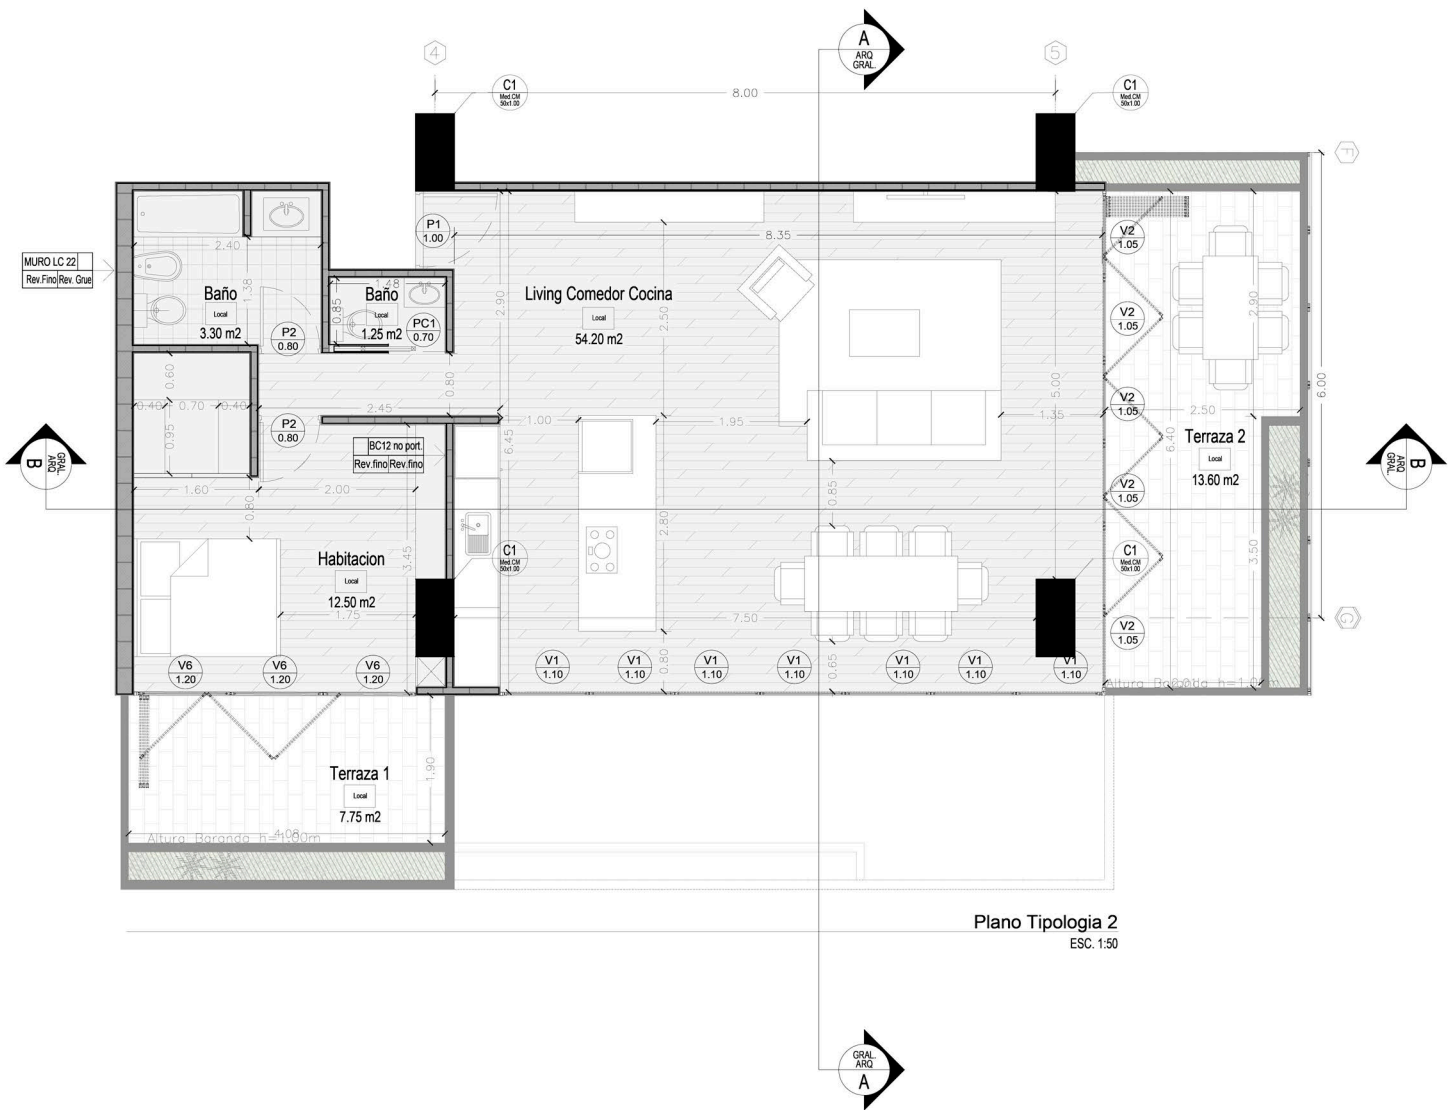 A
ARQ
GRAL.
4
5
C1
Med.CM
50x1.00
8.00
C1
Med.CM
50x1.00
F
P1
1.00
V2
1.05
2.40
8.35
MURO LC 22
Rev.Fino Rev. Grue
Baño
Local
3.30 m2
1.38
1.48
0.85
Baño
Local
1.25 m2
PC1
0.70
P2
0.80
2.90
Living Comedor Cocina
Local
54.20 m2
2.50
V2
1.05
2.90
0.60
0.40
0.70
0.40
0.95
2.45
0.80
5.00
6.00
P2
0.80
1.00
1.95
1.35
V2
1.05
2.50
B
GRAL.
ARQ
BC12 no port.
Rev.fino Rev.fino
6.45
6.40
Terraza 2
Local
13.60 m2
B
ARQ
GRAL.
1.60
2.00
0.80
0.85
V2
1.05
2.80
3.45
3.50
Habitacion
Local
12.50 m2
1.75
C1
Med.CM
50x1.00
C1
Med.CM
50x1.00
7.50
G
V2
1.05
V6
1.20
V6
1.20
V6
1.20
V1
1.10
V1
1.10
0.80
V1
1.10
V1
1.10
0.65
V1
1.10
V1
1.10
V1
1.10
Terraza 1
Local
7.75 m2
1.90
4.08
Altura Baranda h=1.00m
Plano Tipologia 2
ESC. 1:50
GRAL.
ARQ
A